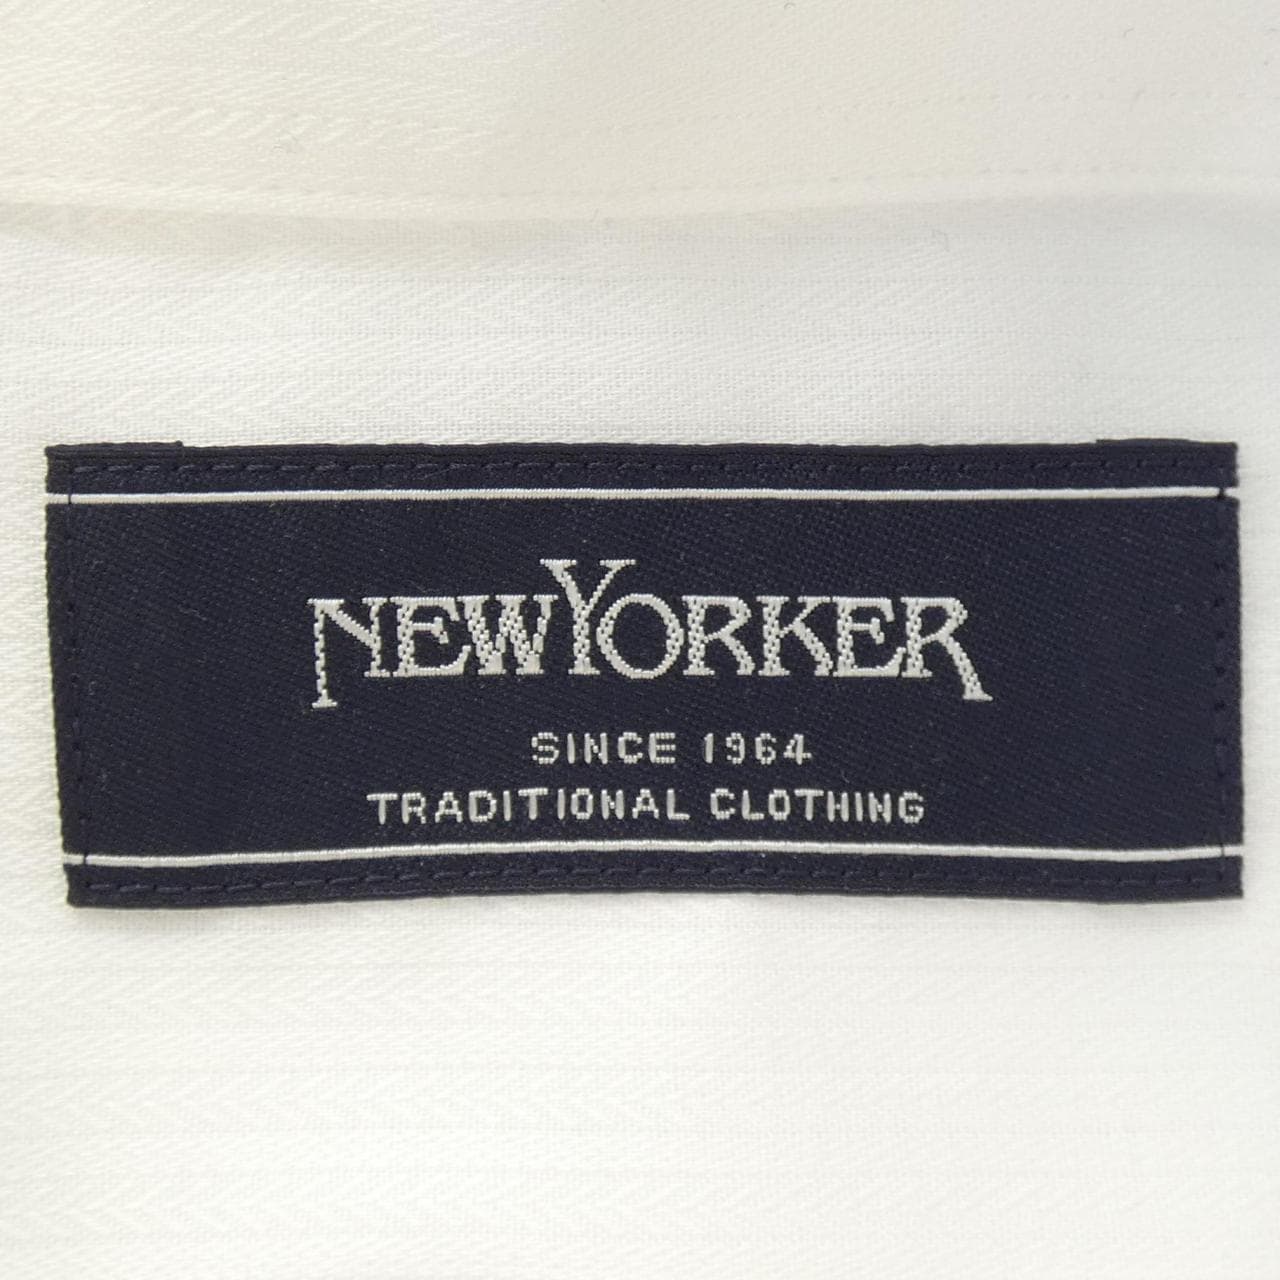 NEWYORKER
SINCE 1964
TRADITIONAL CLOTHING